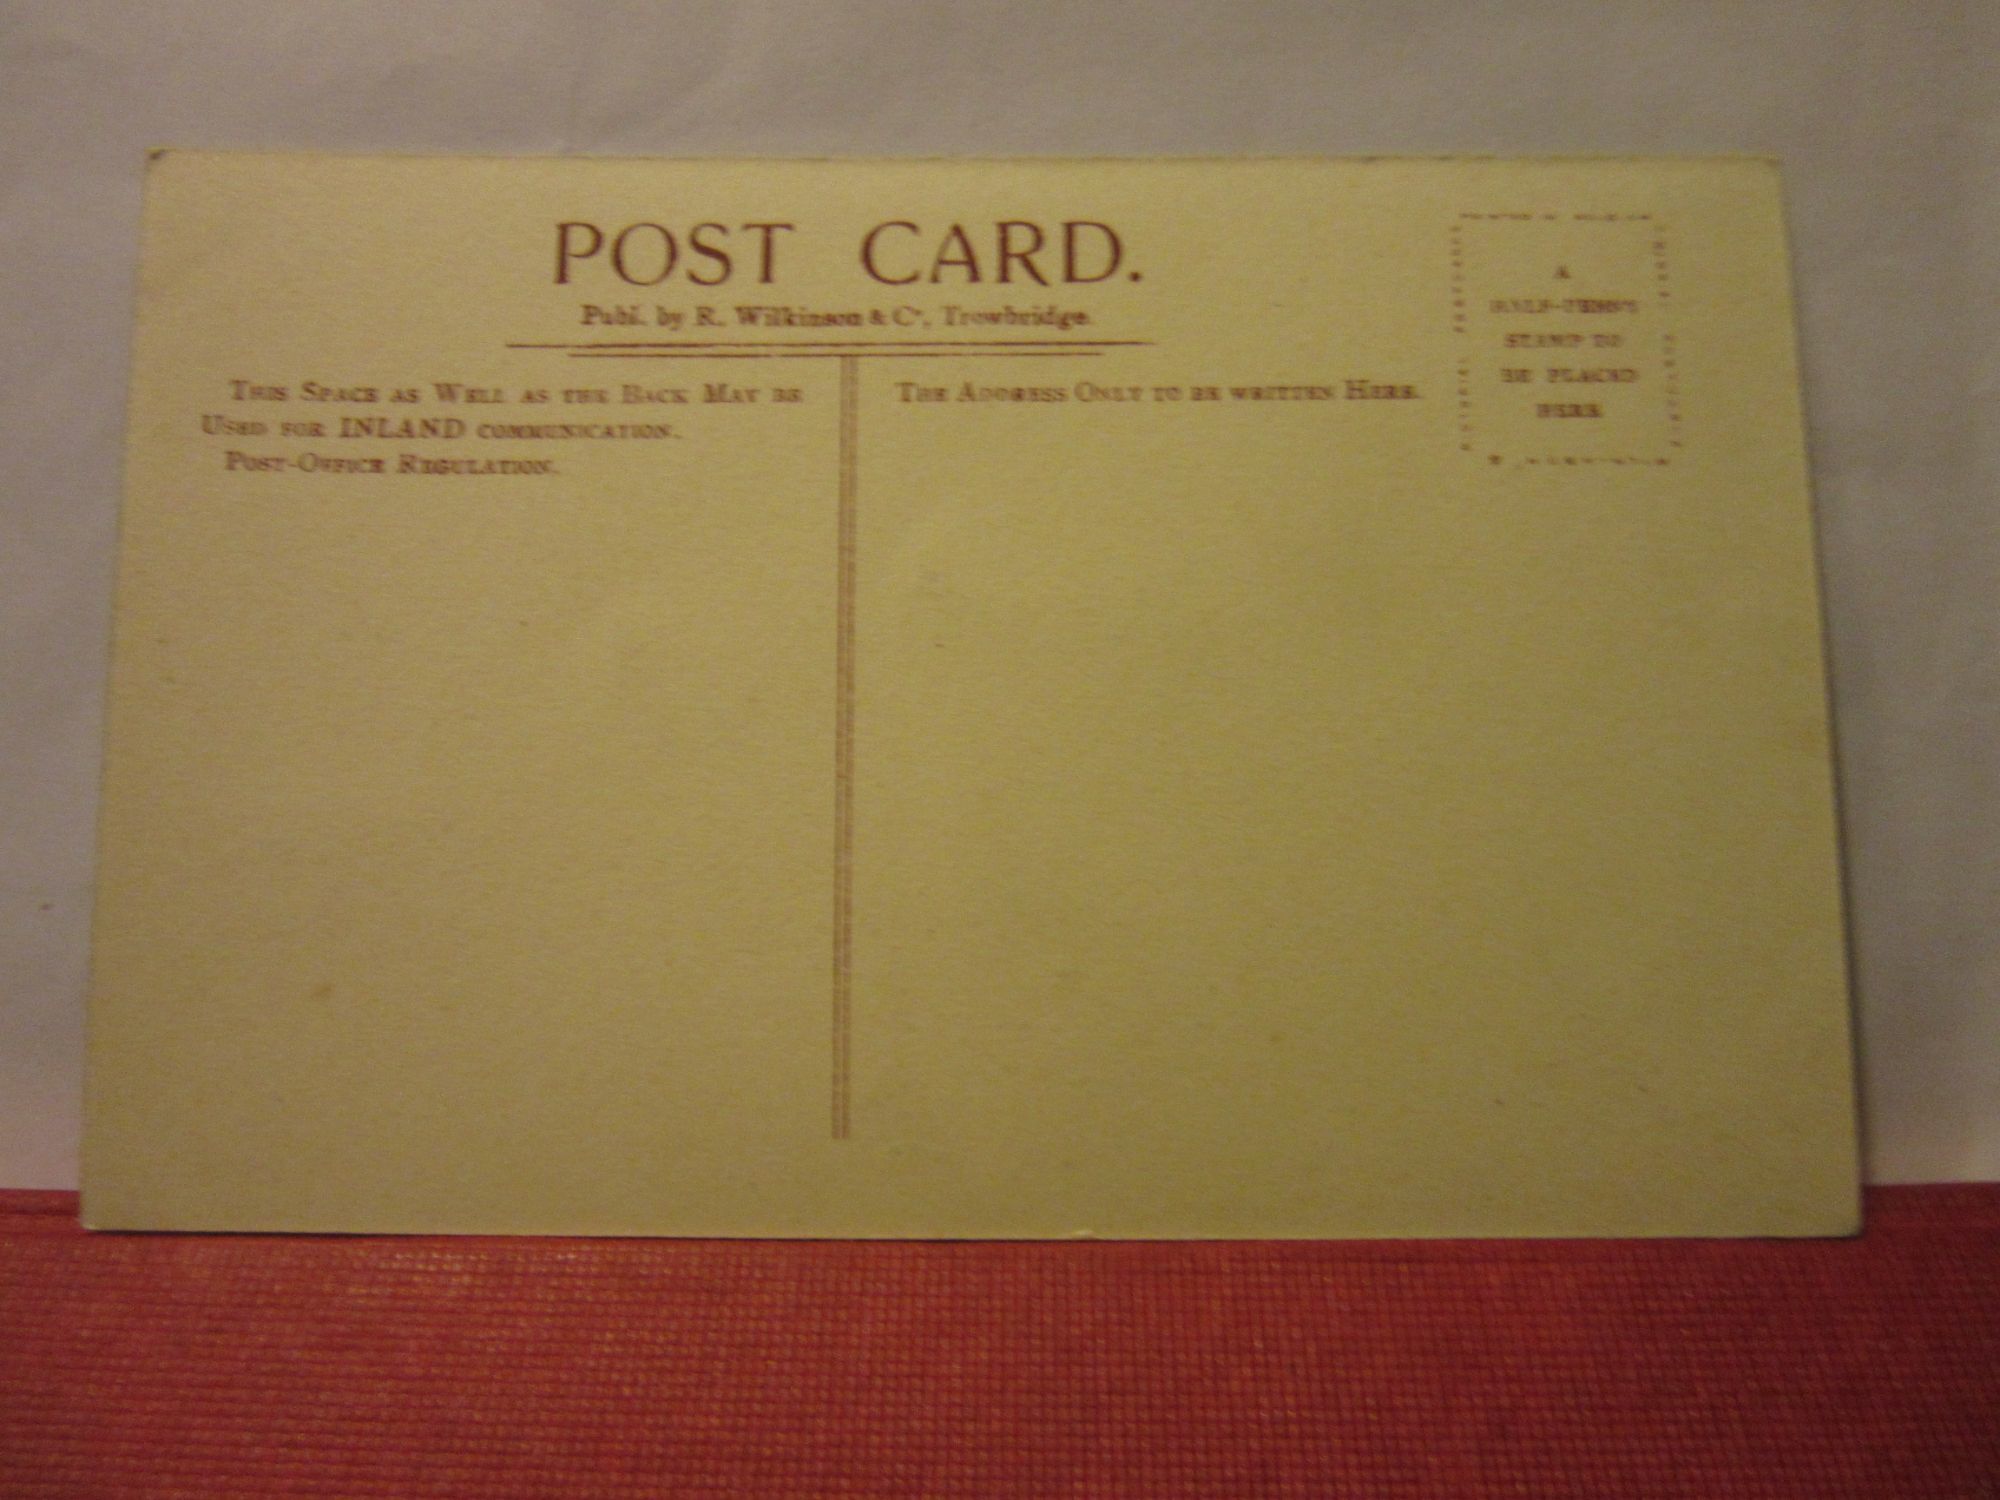 POST CARD.
Publ. by R. Wilkinson & Co, Trowbridge.
THIS SPACE AS WELL AS THE BACK MAY BE
USED FOR INLAND COMMUNICATION.
POST-OFFICE REGULATION.
THE ADDRESS ONLY TO BE WRITTEN HERE.
A
HALF-PENNY
STAMP TO
BE PLACED
HERE